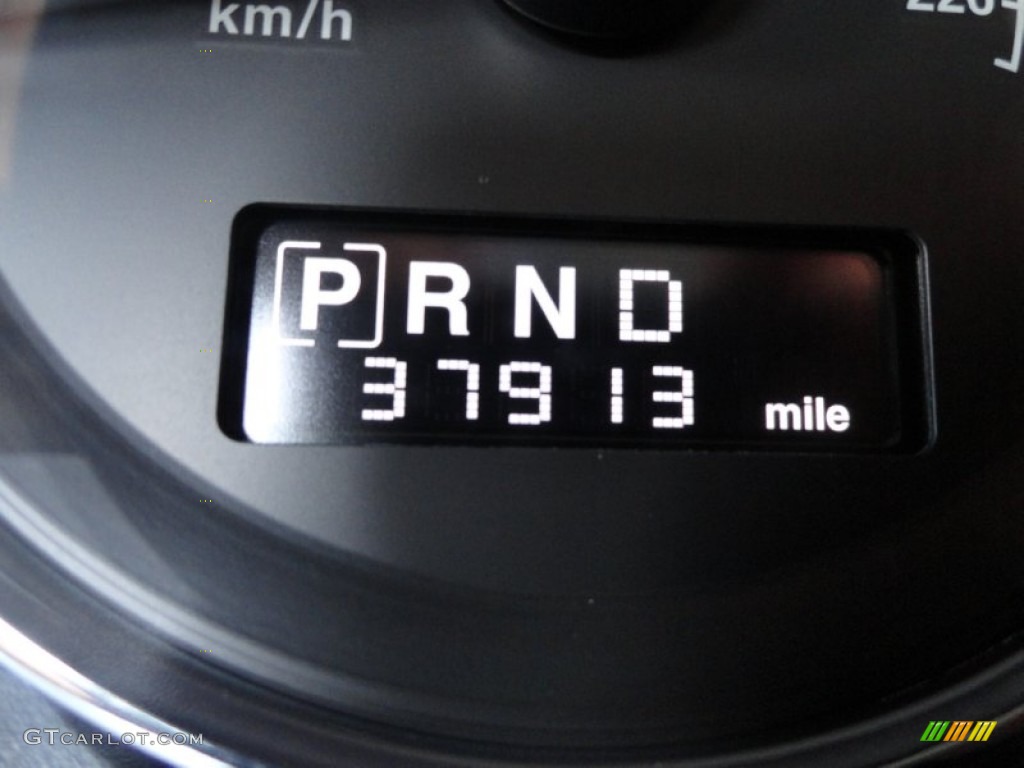 km/h
220
[P] R N D
37913 mile
GTCARLOT.COM